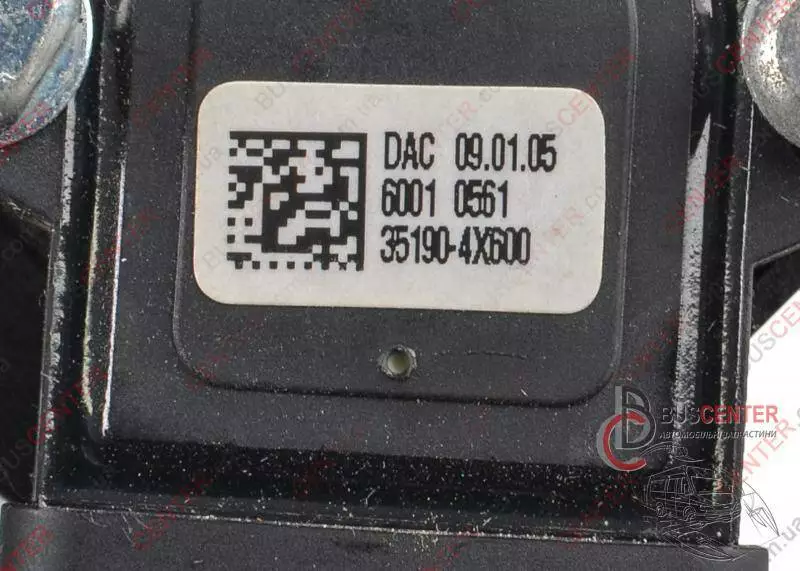 DAC 09.01.05
6001 0561
35190-4X600
BUSCENTER
АВТОМОБІЛЬНІ ЗАПЧАСТИНИ